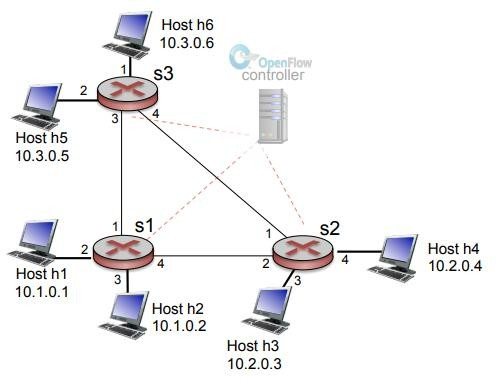 Host h6
10.3.0.6
OpenFlow
controller
1
s3
2
3
4
Host h5
10.3.0.5
1
s1
2
3
4
Host h1
10.1.0.1
Host h2
10.1.0.2
1
s2
2
3
4
Host h4
10.2.0.4
Host h3
10.2.0.3